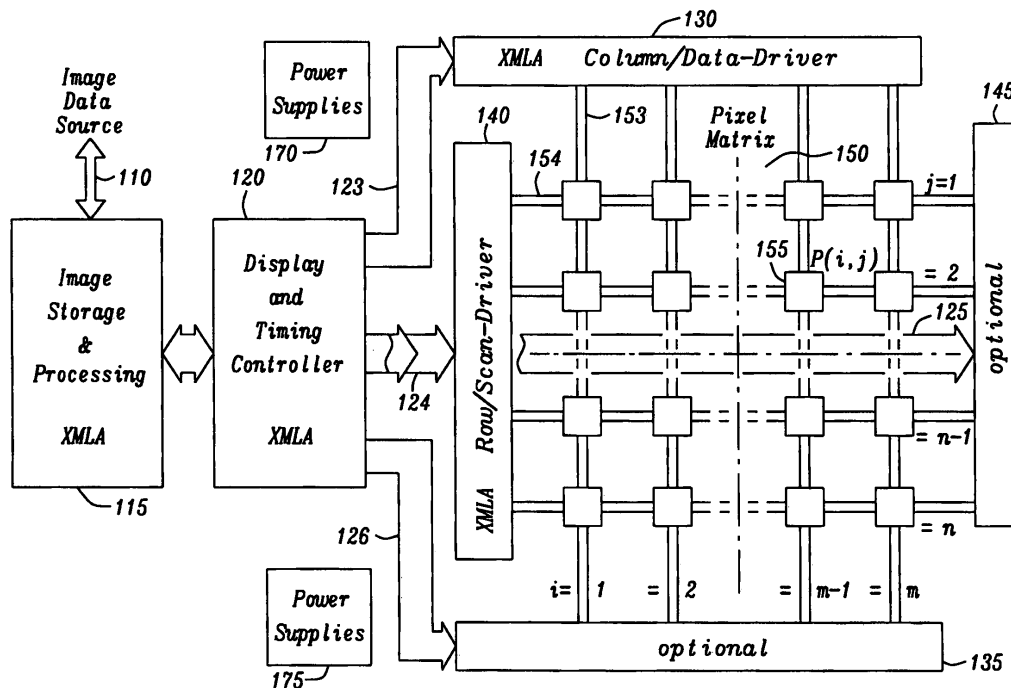 130
XMLA Column/Data-Driver
Image
Data
Source
Power
Supplies
170
110
123
140
153
Pixel
Matrix
145
150
120
154
j=1
Image
Storage
&
Processing
XMLA
115
Display
and
Timing
Controller
XMLA
124
XMLA Row/Scan-Driver
155
P(i,j)
= 2
125
optional
= n-1
= n
126
i= 1
= 2
= m-1
= m
Power
Supplies
175
optional
135